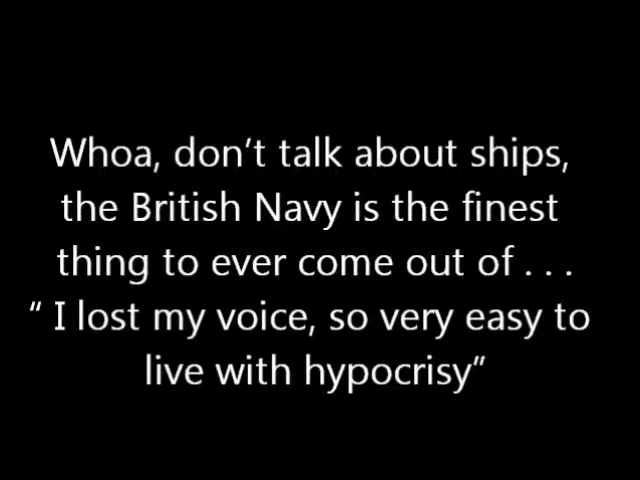 Whoa, don’t talk about ships,
the British Navy is the finest
thing to ever come out of . . .
“ I lost my voice, so very easy to
live with hypocrisy”